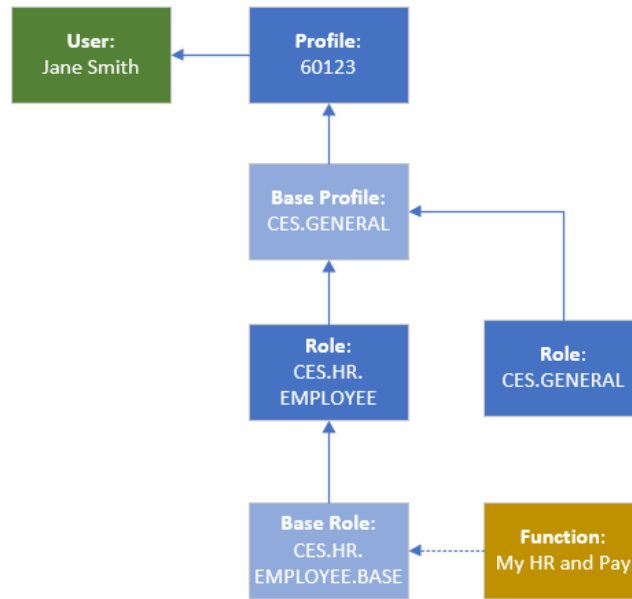 User:
Jane Smith
Profile:
60123
Base Profile:
CES.GENERAL
Role:
CES.HR.
EMPLOYEE
Role:
CES.GENERAL
Base Role:
CES.HR.
EMPLOYEE.BASE
Function:
My HR and Pay